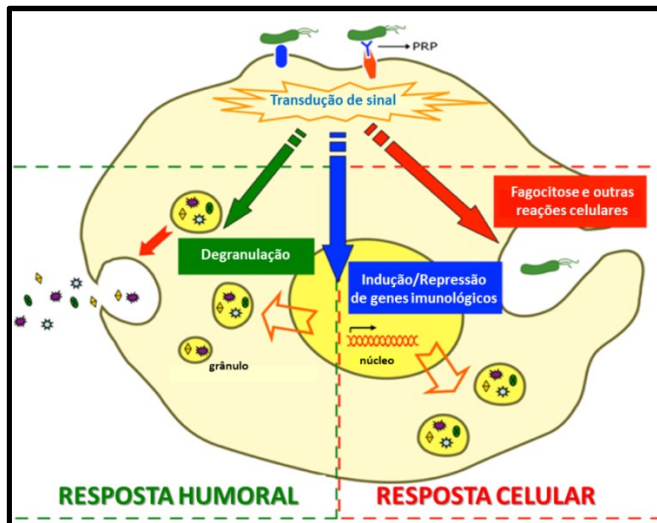 PRP
Transdução de sinal
Fagocitose e outras
reações celulares
Degranulação
Indução/Repressão
de genes imunológicos
grânulo
núcleo
RESPOSTA HUMORAL
RESPOSTA CELULAR